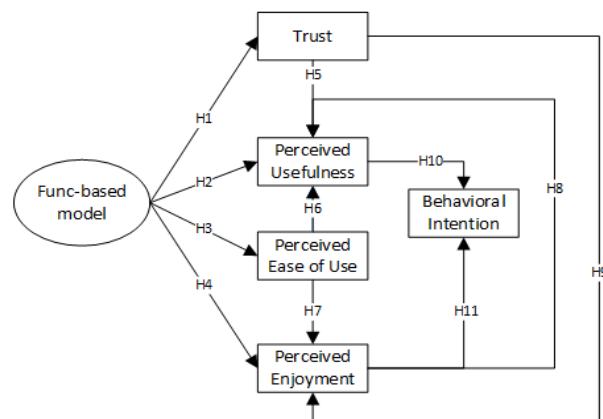 Trust
H5
H1
Perceived
Usefulness
H10
H2
Func-based
model
Behavioral
Intention
H8
H6
H3
Perceived
Ease of Use
H9
H4
H7
H11
Perceived
Enjoyment